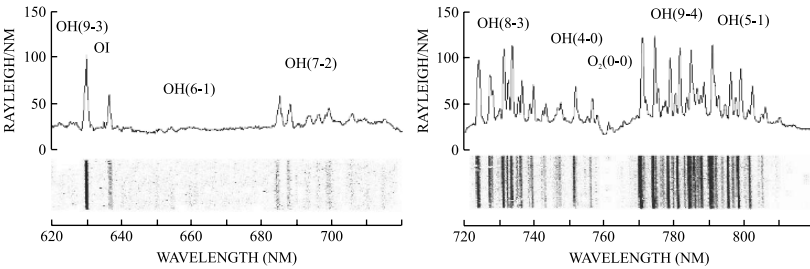 150
100
50
0
RAYLEIGH/NM
OH(9-3)
OI
OH(6-1)
OH(7-2)
620 640 660 680 700
WAVELENGTH (NM)
150
100
50
0
RAYLEIGH/NM
OH(8-3)
OH(4-0)
O₂(0-0)
OH(9-4)
OH(5-1)
720 740 760 780 800
WAVELENGTH (NM)